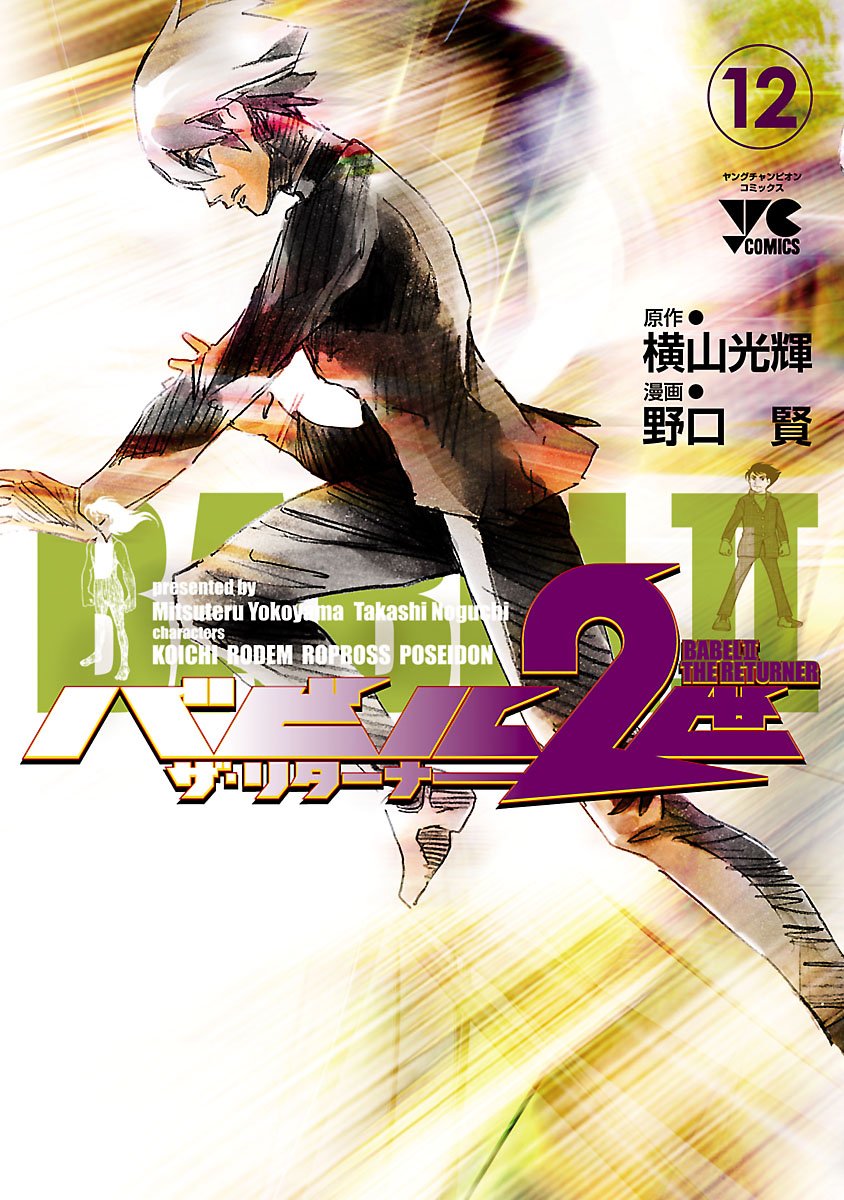 12
ヤングチャンピオン
コミックス
YC
COMICS
原作●
横山光輝
漫画●
野口 賢
BABEL II
presented by
Mitsuteru Yokoyama Takashi Noguchi
characters
KOICHI RODEM ROPROSS POSEIDON
BABEL II
THE RETURNER
バビル2世
ザ・リターナー